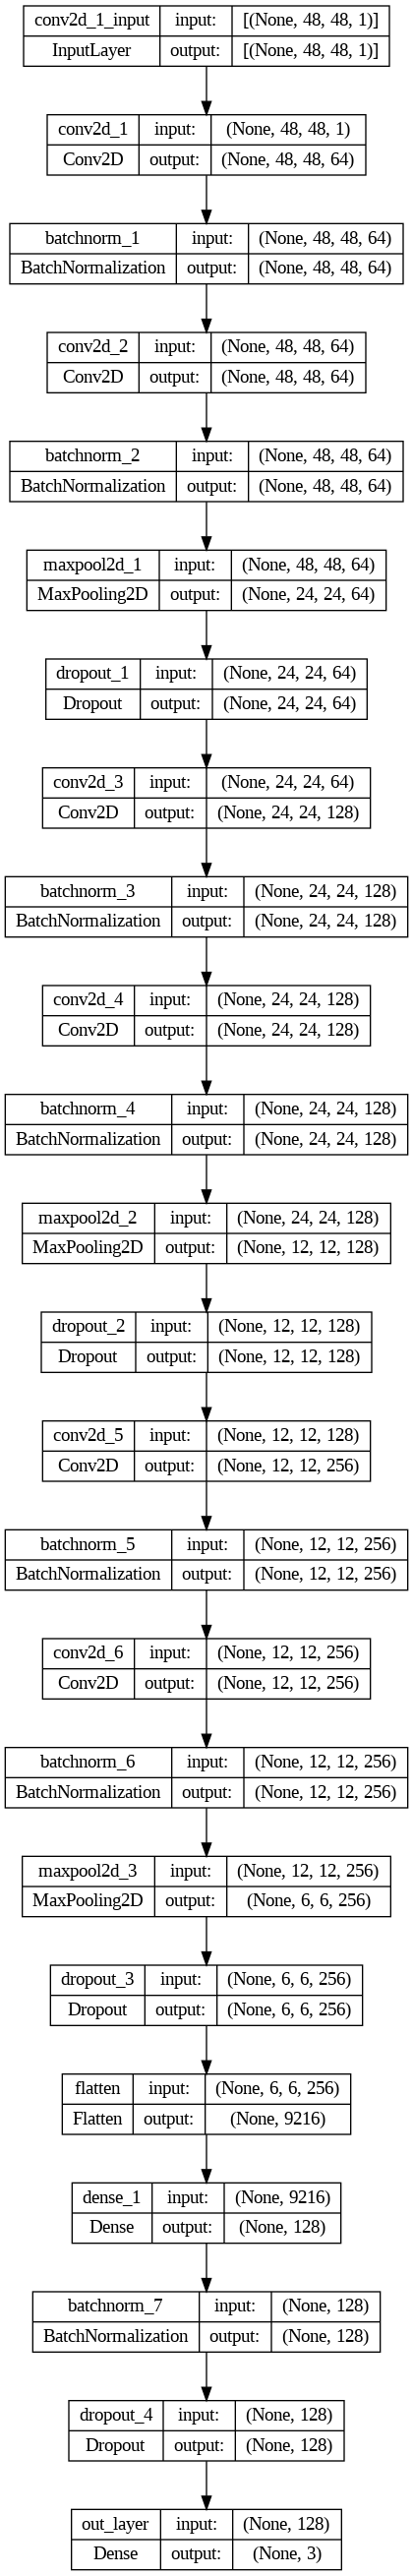 conv2d_1_input input: [(None, 48, 48, 1)]
InputLayer output: [(None, 48, 48, 1)]
conv2d_1 input: (None, 48, 48, 1)
Conv2D output: (None, 48, 48, 64)
batchnorm_1 input: (None, 48, 48, 64)
BatchNormalization output: (None, 48, 48, 64)
conv2d_2 input: (None, 48, 48, 64)
Conv2D output: (None, 48, 48, 64)
batchnorm_2 input: (None, 48, 48, 64)
BatchNormalization output: (None, 48, 48, 64)
maxpool2d_1 input: (None, 48, 48, 64)
MaxPooling2D output: (None, 24, 24, 64)
dropout_1 input: (None, 24, 24, 64)
Dropout output: (None, 24, 24, 64)
conv2d_3 input: (None, 24, 24, 64)
Conv2D output: (None, 24, 24, 128)
batchnorm_3 input: (None, 24, 24, 128)
BatchNormalization output: (None, 24, 24, 128)
conv2d_4 input: (None, 24, 24, 128)
Conv2D output: (None, 24, 24, 128)
batchnorm_4 input: (None, 24, 24, 128)
BatchNormalization output: (None, 24, 24, 128)
maxpool2d_2 input: (None, 24, 24, 128)
MaxPooling2D output: (None, 12, 12, 128)
dropout_2 input: (None, 12, 12, 128)
Dropout output: (None, 12, 12, 128)
conv2d_5 input: (None, 12, 12, 128)
Conv2D output: (None, 12, 12, 256)
batchnorm_5 input: (None, 12, 12, 256)
BatchNormalization output: (None, 12, 12, 256)
conv2d_6 input: (None, 12, 12, 256)
Conv2D output: (None, 12, 12, 256)
batchnorm_6 input: (None, 12, 12, 256)
BatchNormalization output: (None, 12, 12, 256)
maxpool2d_3 input: (None, 12, 12, 256)
MaxPooling2D output: (None, 6, 6, 256)
dropout_3 input: (None, 6, 6, 256)
Dropout output: (None, 6, 6, 256)
flatten input: (None, 6, 6, 256)
Flatten output: (None, 9216)
dense_1 input: (None, 9216)
Dense output: (None, 128)
batchnorm_7 input: (None, 128)
BatchNormalization output: (None, 128)
dropout_4 input: (None, 128)
Dropout output: (None, 128)
out_layer input: (None, 128)
Dense output: (None, 3)